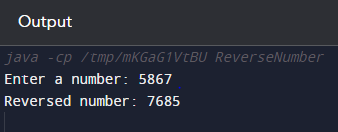 Output
java -cp /tmp/mKGaG1VtBU ReverseNumber
Enter a number: 5867
Reversed number: 7685